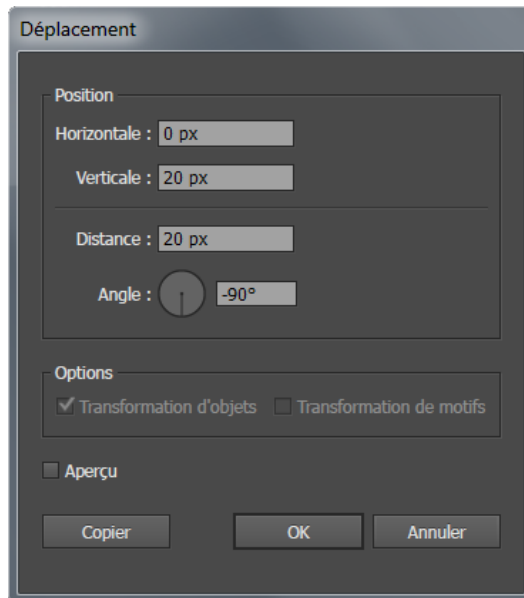 Déplacement
Position
Horizontale : 0 px
Verticale : 20 px
Distance : 20 px
Angle : -90°
Options
Transformation d'objets Transformation de motifs
Aperçu
Copier OK Annuler